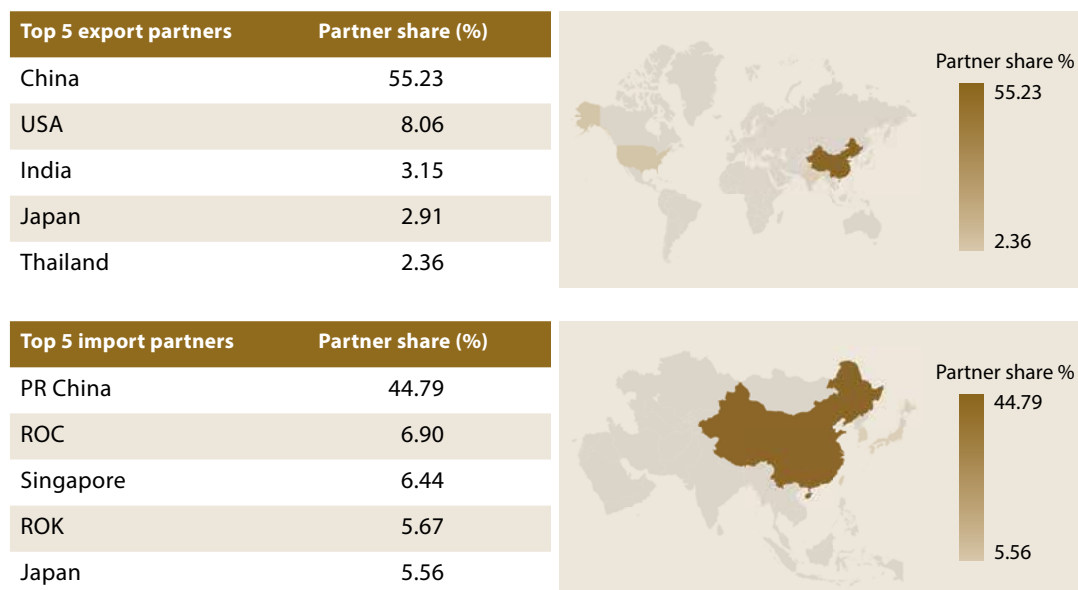 Top 5 export partners Partner share (%)
China 55.23
USA 8.06
India 3.15
Japan 2.91
Thailand 2.36
Partner share %
55.23
2.36
Top 5 import partners Partner share (%)
PR China 44.79
ROC 6.90
Singapore 6.44
ROK 5.67
Japan 5.56
Partner share %
44.79
5.56